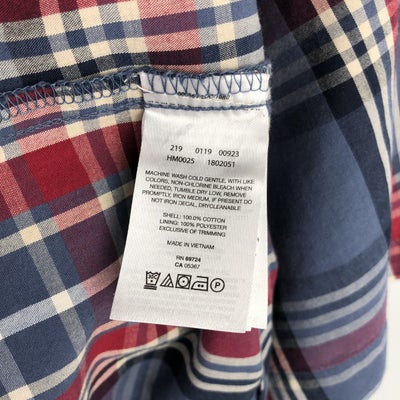 219 0119 00923
HM0025 1802051
MACHINE WASH COLD GENTLE, WITH LIKE
COLORS, NON-CHLORINE BLEACH WHEN
NEEDED, TUMBLE DRY LOW, REMOVE
PROMPTLY, IRON MEDIUM, IF PRESENT DO
NOT IRON DECAL, DRYCLEANABLE
SHELL: 100.0% COTTON
LINING: 100% POLYESTER
EXCLUSIVE OF TRIMMING
MADE IN VIETNAM
RN 69724
CA 05367